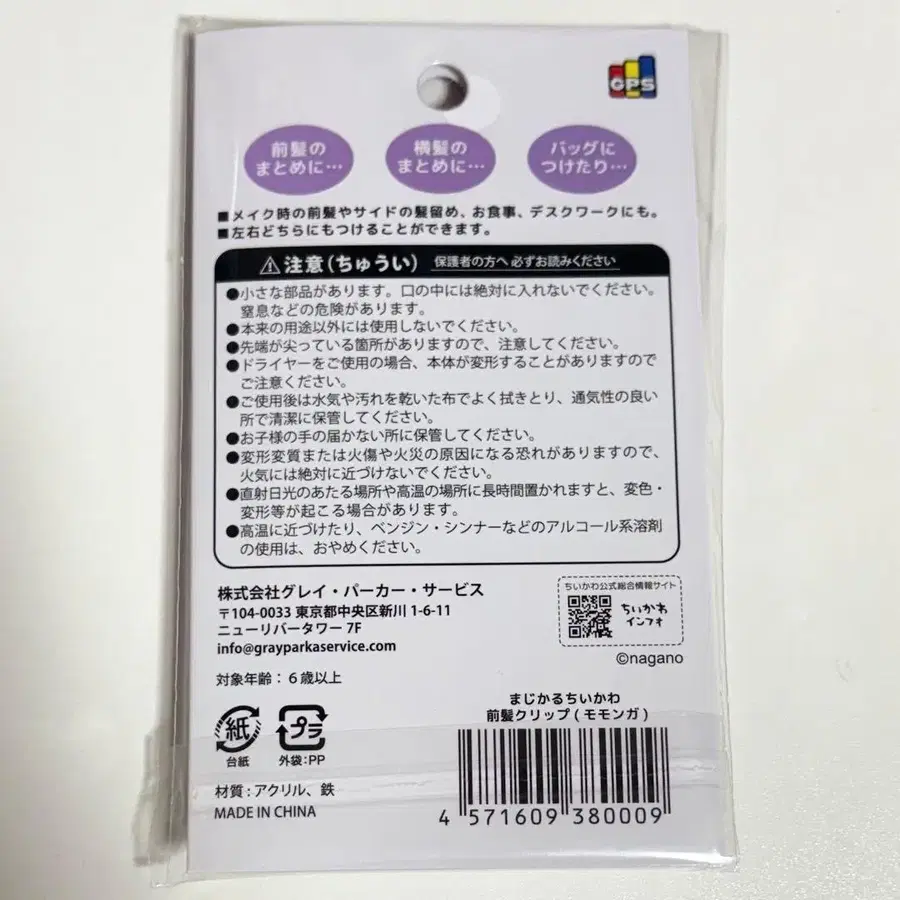 GPS
前髪の
まとめに…
横髪の
まとめに…
バッグに
つけたり…
■メイク時の前髪やサイドの髪留め、お食事、デスクワークにも。
■左右どちらにもつけることができます。
注意(ちゅうい) 保護者の方へ 必ずお読みください
●小さな部品があります。口の中には絶対に入れないでください。
窒息などの危険があります。
●本来の用途以外には使用しないでください。
●先端が尖っている箇所がありますので、注意してください。
●ドライヤーをご使用の場合、本体が変形することがありますので
ご注意ください。
●ご使用後は水気や汚れを乾いた布でよく拭きとり、通気性の良い
所で清潔に保管してください。
●お子様の手の届かない所に保管してください。
●変形変質または火傷や火災の原因になる恐れがありますので、
火気には絶対に近づけないでください。
●直射日光のあたる場所や高温の場所に長時間置かれますと、変色・
変形等が起こる場合があります。
●高温に近づけたり、ベンジン・シンナーなどのアルコール系溶剤
の使用は、おやめください。
株式会社グレイ・パーカー・サービス
〒104-0033 東京都中央区新川 1-6-11
ニューリバータワー 7F
info@grayparkaservice.com
ちいかわ公式総合情報サイト
ちいかわ
インフォ
©nagano
対象年齢:6歳以上
紙
台紙
プラ
外袋:PP
材質:アクリル、鉄
MADE IN CHINA
まじかるちいかわ
前髪クリップ(モモンガ)
4 571609 380009